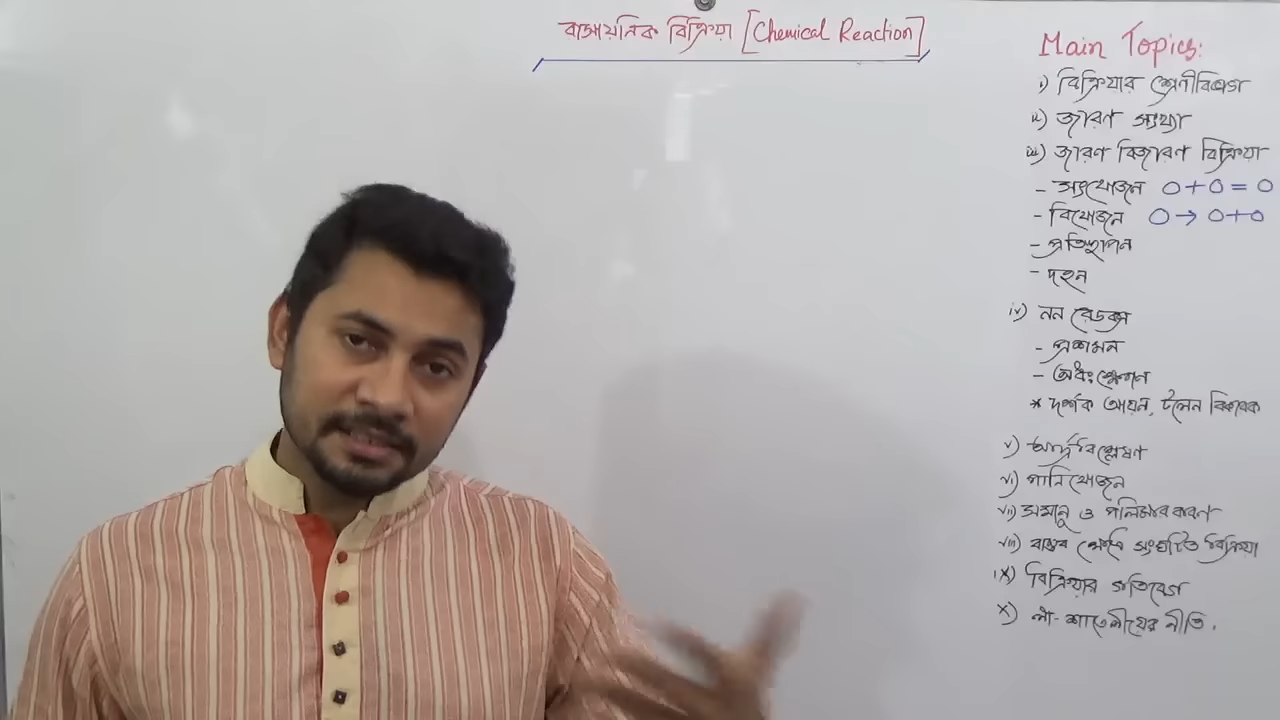 রাসায়নিক বিক্রিয়া [Chemical Reaction]
Main Topics:
i) বিক্রিয়ার শ্রেণীবিভাগ
ii) জারণ সংখ্যা
iii) জারণ বিজারণ বিক্রিয়া
- সংযোজন O + O = O
- বিযোজন O → O + O
- প্রতিস্থাপন
- দহন
iv) নন রেডক্স
- প্রশমন
- অধঃক্ষেপন
* দর্শক আয়ন, টলেন বিকারক
v) আর্দ্রবিশ্লেষণ
vi) পানিযোজন
vii) সমানু ও পলিমারকরণ
viii) বাস্তব ক্ষেত্রে সংঘটিত বিক্রিয়া
ix) বিক্রিয়ার গতিবেগ
x) লা-শাতেলীয়ের নীতি.